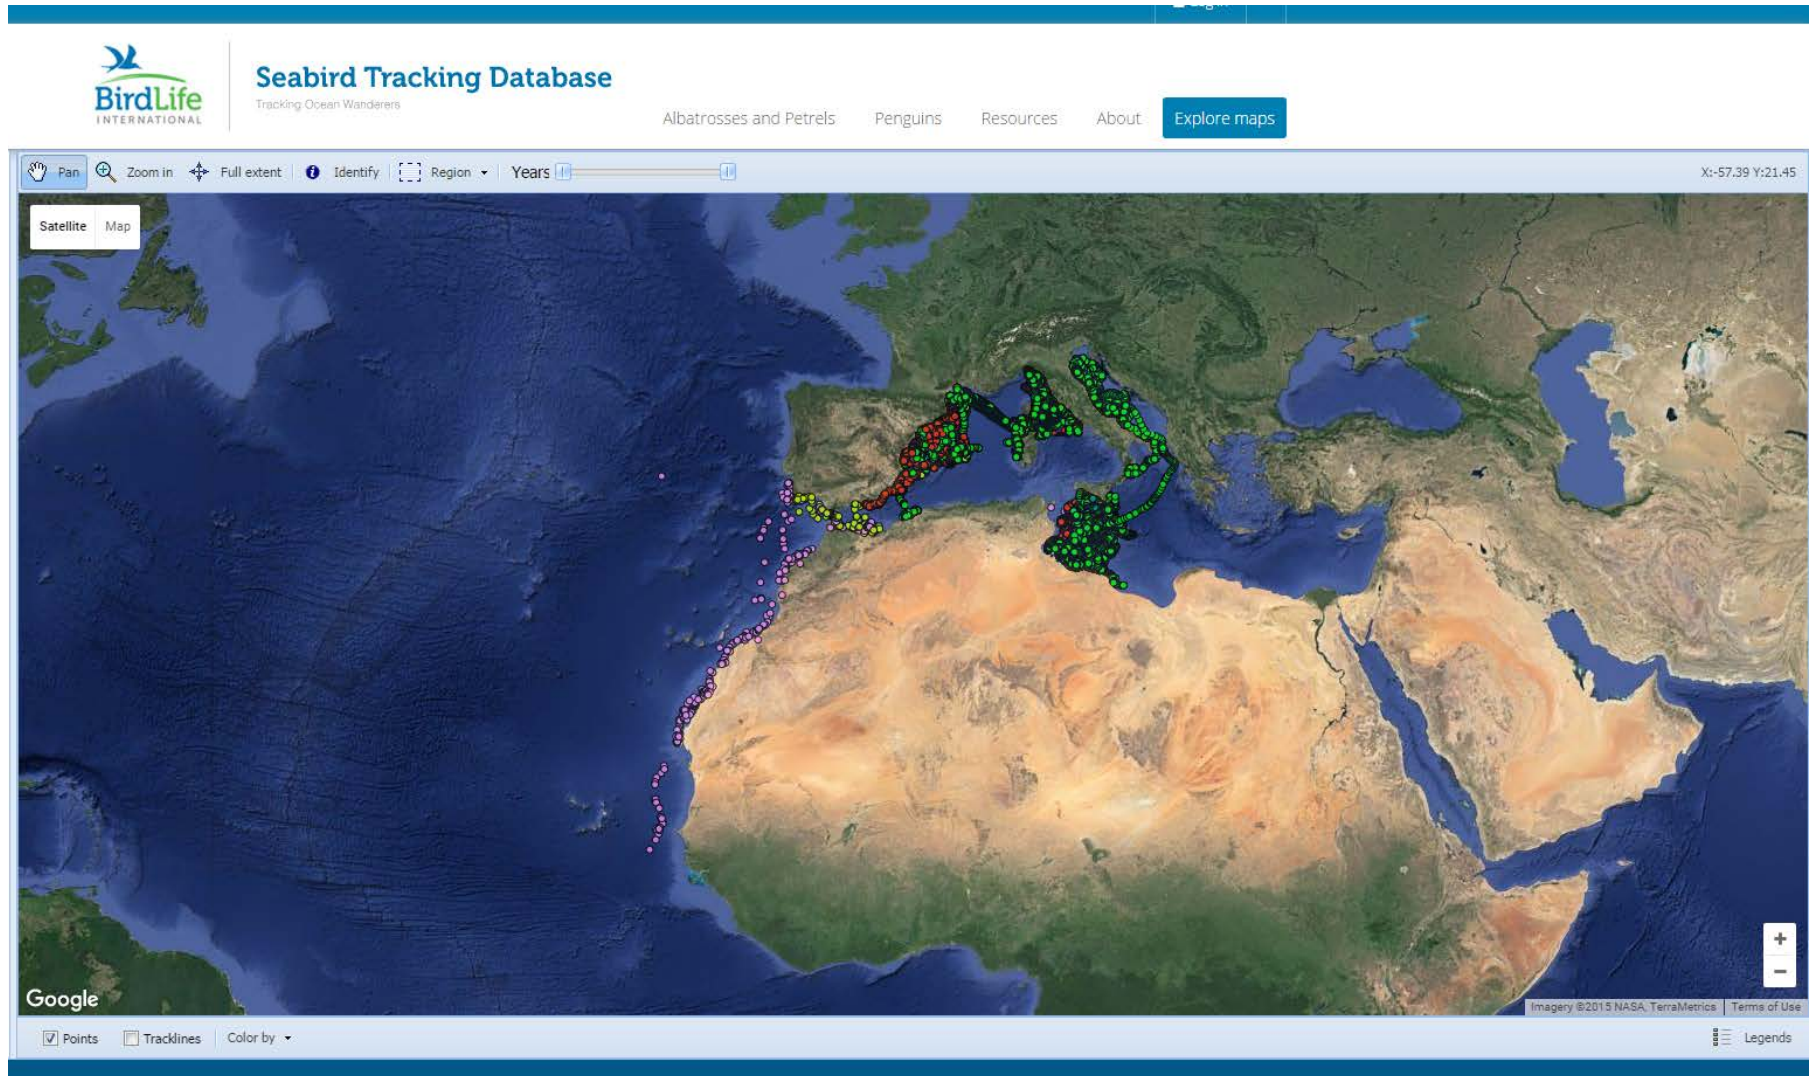 Log in
BirdLife
INTERNATIONAL
Seabird Tracking Database
Tracking Ocean Wanderers
Albatrosses and Petrels Penguins Resources About Explore maps
Pan Zoom in Full extent Identify Region Years X:-57.39 Y:21.45
Satellite Map
+
−
Google
Imagery ©2015 NASA, TerraMetrics Terms of Use
Points Tracklines Color by Legends